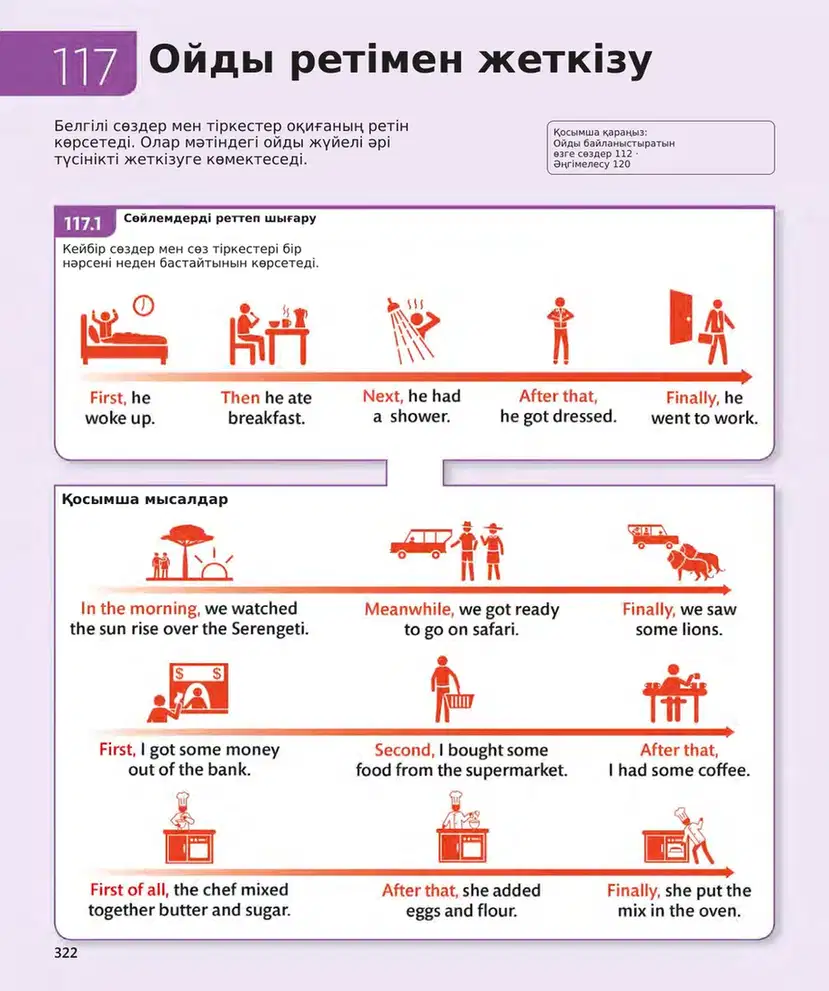 117
Ойды ретімен жеткізу
Белгілі сөздер мен тіркестер оқиғаның ретін
көрсетеді. Олар мәтіндегі ойды жүйелі әрі
түсінікті жеткізуге көмектеседі.
Қосымша қараңыз:
Ойды байланыстыратын
өзге сөздер 112 ·
Әңгімелесу 120
117.1 Сөйлемдерді реттеп шығару
Кейбір сөздер мен сөз тіркестері бір
нәрсені неден бастайтынын көрсетеді.
First, he
woke up.
Then he ate
breakfast.
Next, he had
a shower.
After that,
he got dressed.
Finally, he
went to work.
Қосымша мысалдар
In the morning, we watched
the sun rise over the Serengeti.
Meanwhile, we got ready
to go on safari.
Finally, we saw
some lions.
$ $
First, I got some money
out of the bank.
Second, I bought some
food from the supermarket.
After that,
I had some coffee.
First of all, the chef mixed
together butter and sugar.
After that, she added
eggs and flour.
Finally, she put the
mix in the oven.
322